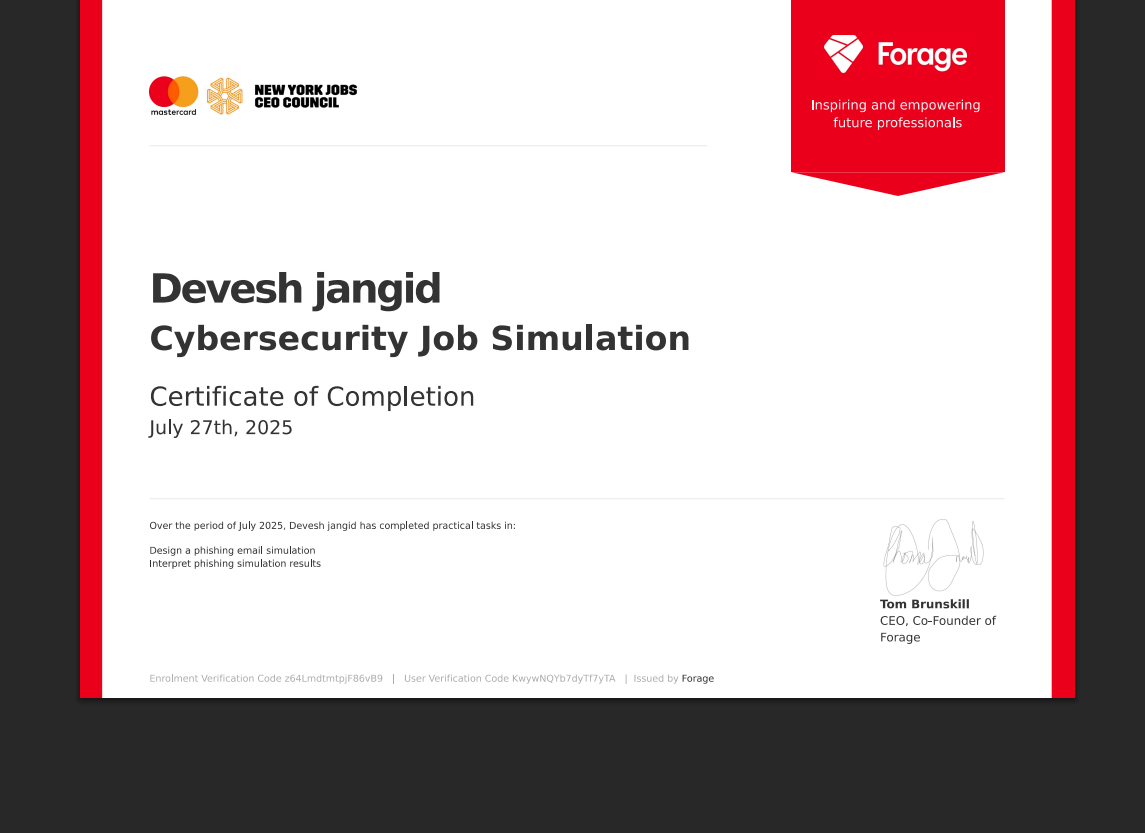 mastercard
NEW YORK JOBS
CEO COUNCIL
Forage
Inspiring and empowering
future professionals
Devesh jangid
Cybersecurity Job Simulation
Certificate of Completion
July 27th, 2025
Over the period of July 2025, Devesh jangid has completed practical tasks in:
Design a phishing email simulation
Interpret phishing simulation results
Tom Brunskill
CEO, Co-Founder of
Forage
Enrolment Verification Code z64LmdtmtpjF86vB9 | User Verification Code KwywNQYb7dyTf7yTA | Issued by Forage